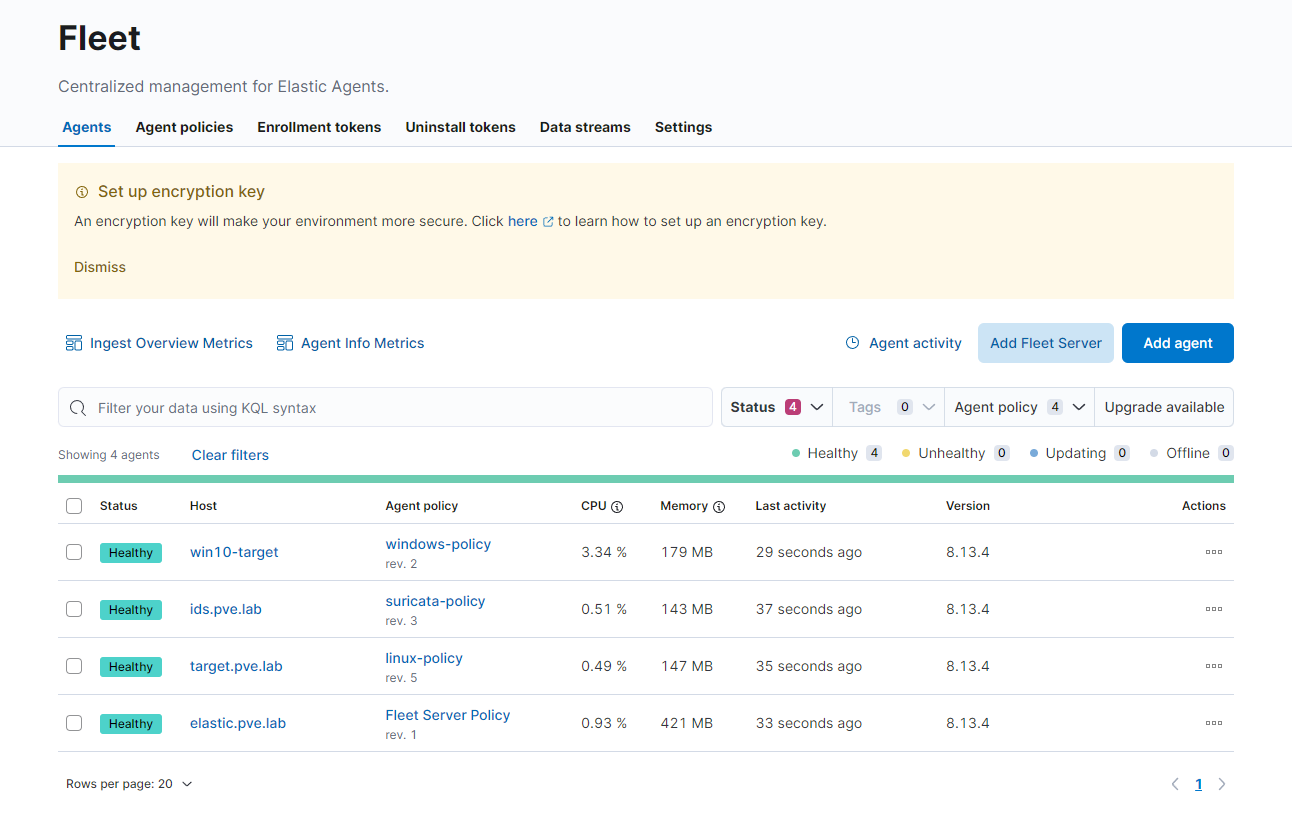 Fleet
Centralized management for Elastic Agents.
Agents Agent policies Enrollment tokens Uninstall tokens Data streams Settings
Set up encryption key
An encryption key will make your environment more secure. Click here to learn how to set up an encryption key.
Dismiss
Ingest Overview Metrics Agent Info Metrics Agent activity Add Fleet Server Add agent
Filter your data using KQL syntax Status 4 Tags 0 Agent policy 4 Upgrade available
Showing 4 agents Clear filters Healthy 4 Unhealthy 0 Updating 0 Offline 0
Status Host Agent policy CPU Memory Last activity Version Actions
Healthy win10-target windows-policy 3.34 % 179 MB 29 seconds ago 8.13.4
rev. 2
Healthy ids.pve.lab suricata-policy 0.51 % 143 MB 37 seconds ago 8.13.4
rev. 3
Healthy target.pve.lab linux-policy 0.49 % 147 MB 35 seconds ago 8.13.4
rev. 5
Healthy elastic.pve.lab Fleet Server Policy 0.93 % 421 MB 33 seconds ago 8.13.4
rev. 1
Rows per page: 20 1